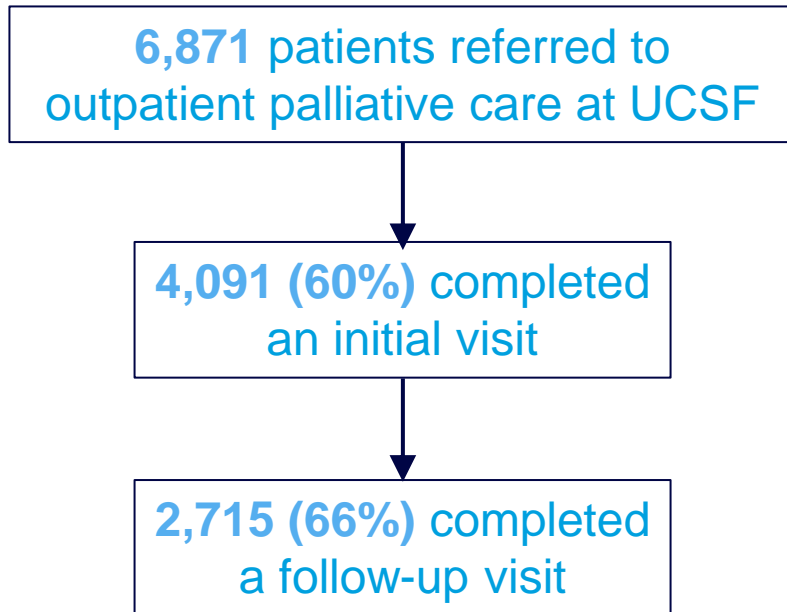 6,871 patients referred to
outpatient palliative care at UCSF
4,091 (60%) completed
an initial visit
2,715 (66%) completed
a follow-up visit